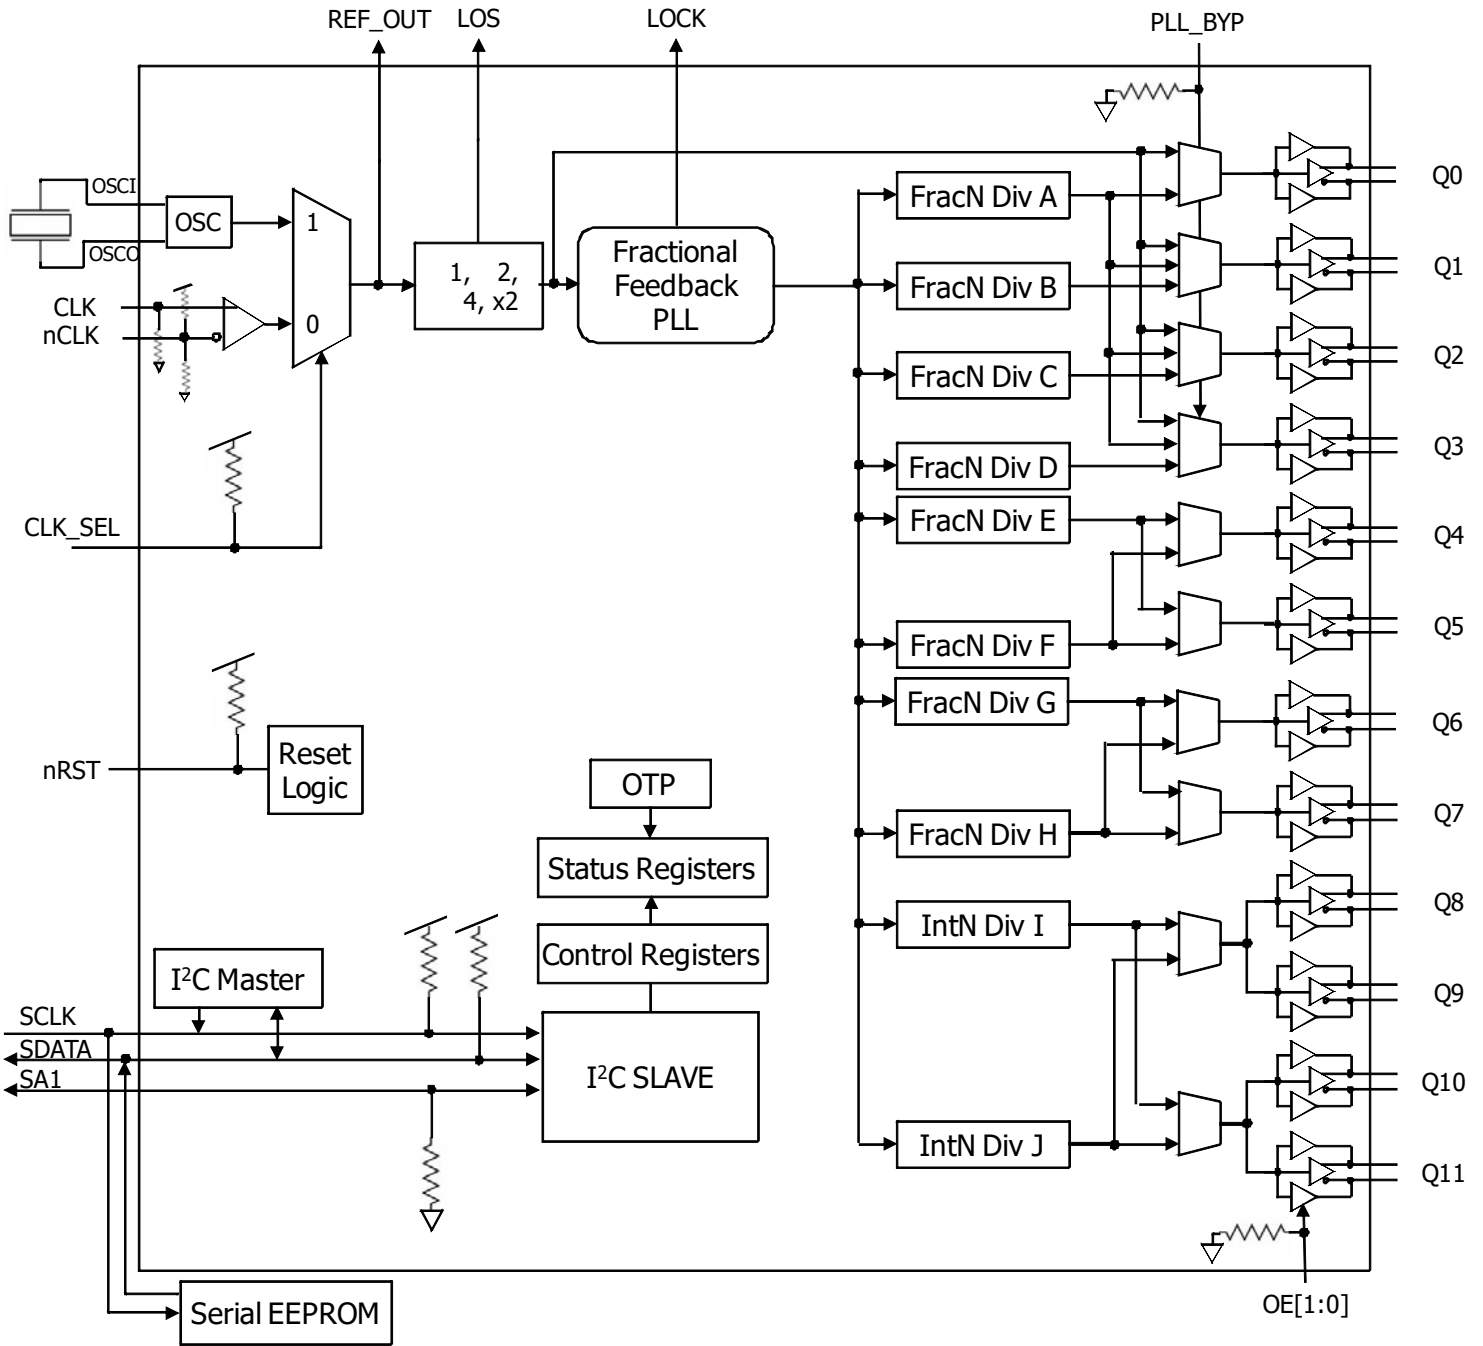 REF_OUT LOS LOCK PLL_BYP
OSCI
OSCO
OSC
1
0
CLK
nCLK
1, 2,
4, x2
Fractional
Feedback
PLL
FracN Div A
FracN Div B
FracN Div C
FracN Div D
FracN Div E
FracN Div F
FracN Div G
FracN Div H
IntN Div I
IntN Div J
Q0
Q1
Q2
Q3
Q4
Q5
Q6
Q7
Q8
Q9
Q10
Q11
CLK_SEL
nRST
Reset
Logic
OTP
Status Registers
Control Registers
I²C Master
SCLK
SDATA
SA1
I²C SLAVE
Serial EEPROM
OE[1:0]